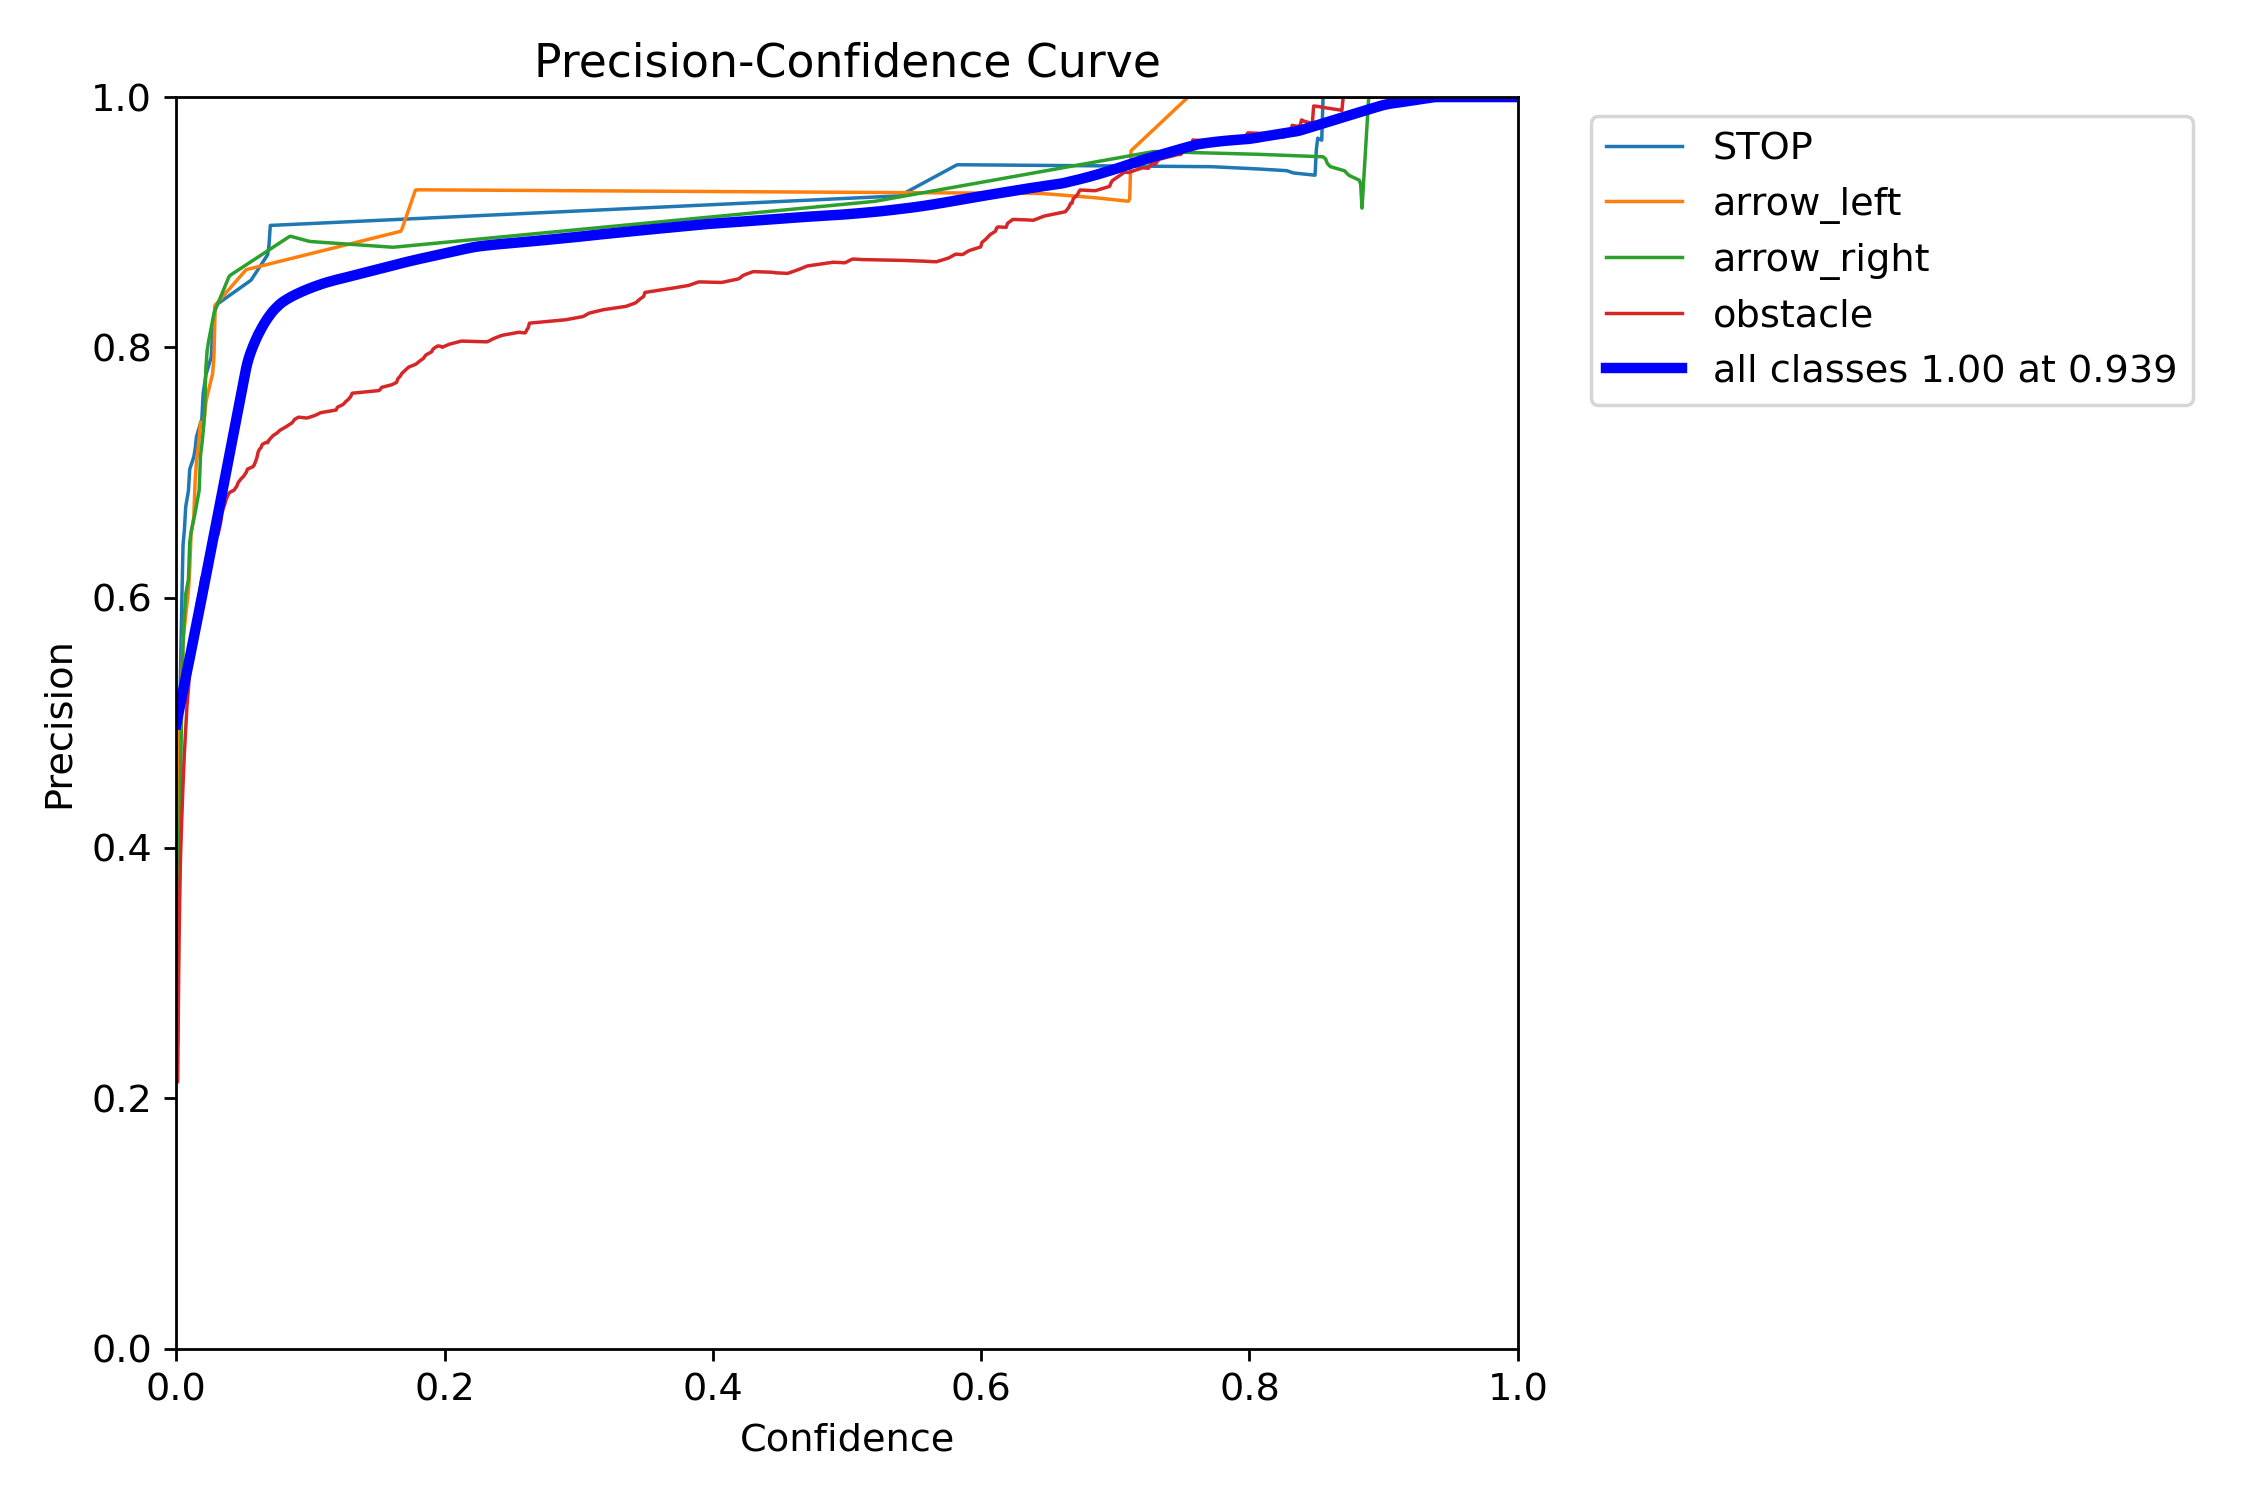 Precision-Confidence Curve
1.0
0.8
0.6
0.4
0.2
0.0
Precision
0.0 0.2 0.4 0.6 0.8 1.0
Confidence
STOP
arrow_left
arrow_right
obstacle
all classes 1.00 at 0.939